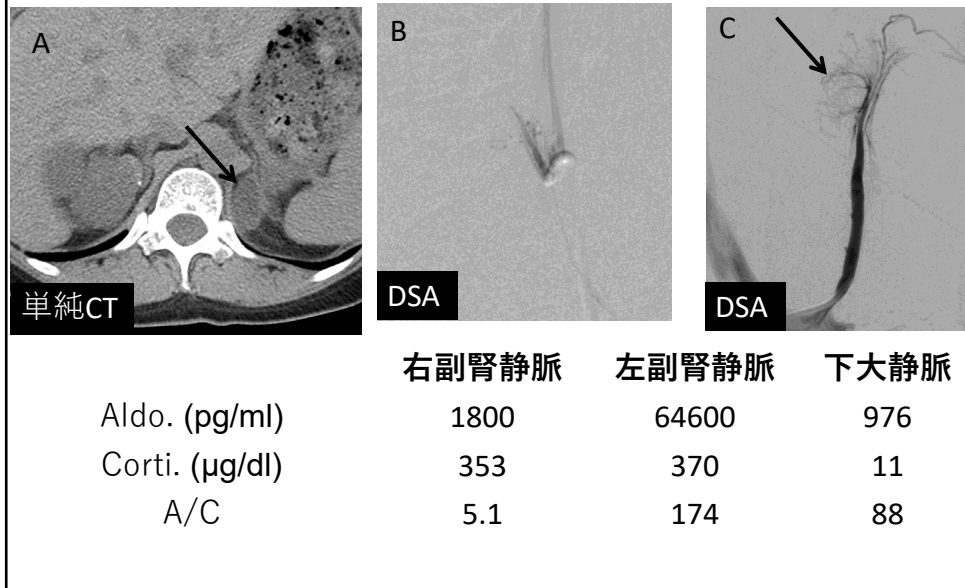 A
B
C
単純CT
DSA
DSA
右副腎静脈 左副腎静脈 下大静脈
Aldo. (pg/ml) 1800 64600 976
Corti. (µg/dl) 353 370 11
A/C 5.1 174 88